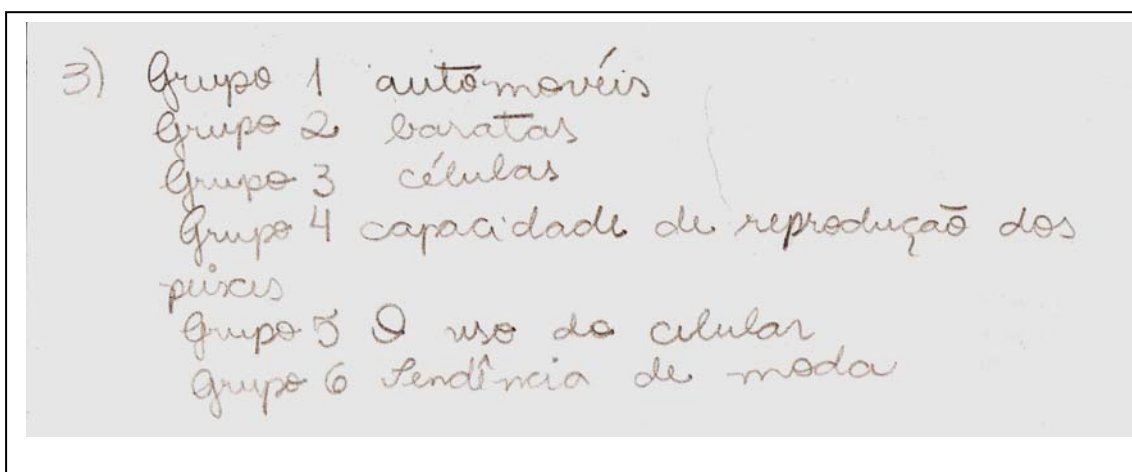 3) Grupo 1 automovéis
Grupo 2 baratas
Grupo 3 células
Grupo 4 capacidade de reprodução dos
peixes
Grupo 5 O uso do celular
Grupo 6 Tendência de moda